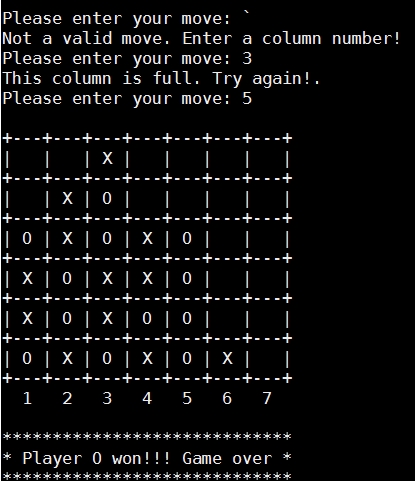 Please enter your move: `
Not a valid move. Enter a column number!
Please enter your move: 3
This column is full. Try again!.
Please enter your move: 5

+---+---+---+---+---+---+---+
|   |   | X |   |   |   |   |
+---+---+---+---+---+---+---+
|   | X | O |   |   |   |   |
+---+---+---+---+---+---+---+
| O | X | O | X | O |   |   |
+---+---+---+---+---+---+---+
| X | O | X | X | O |   |   |
+---+---+---+---+---+---+---+
| X | O | X | O | O |   |   |
+---+---+---+---+---+---+---+
| O | X | O | X | O | X |   |
+---+---+---+---+---+---+---+
  1   2   3   4   5   6   7

*****************************
* Player O won!!! Game over *
*****************************